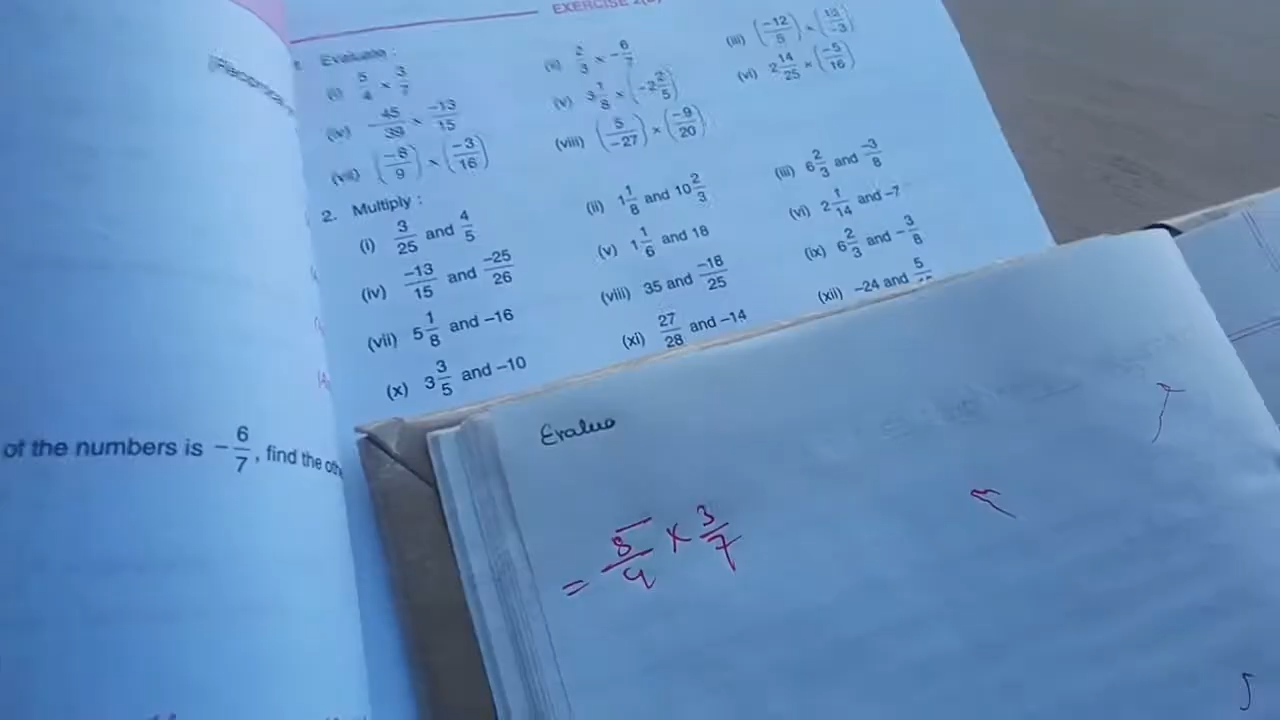 EXERCISE 2(B)
1. Evaluate :
(i) 5/4 × 3/7
(ii) 2/3 × -6/7
(iii) (-12/5) × (13/-3)
(iv) -45/39 × -13/15
(v) 3 1/8 × (-2 2/5)
(vi) 2 14/25 × (-5/16)
(vii) (-8/9) × (-3/16)
(viii) (5/-27) × (-9/20)
2. Multiply :
(i) 3/25 and 4/5
(ii) 1 1/8 and 10 2/3
(iii) 6 2/3 and -3/8
(iv) -13/15 and -25/26
(v) 1 1/6 and 18
(vi) 2 1/14 and -7
(vii) 5 1/8 and -16
(viii) 35 and -18/25
(ix) 6 2/3 and -3/8
(x) 3 3/5 and -10
(xi) 27/28 and -14
(xii) -24 and 5/
of the numbers is -6/7, find the oth
Evalue
= 5/4 × 3/7